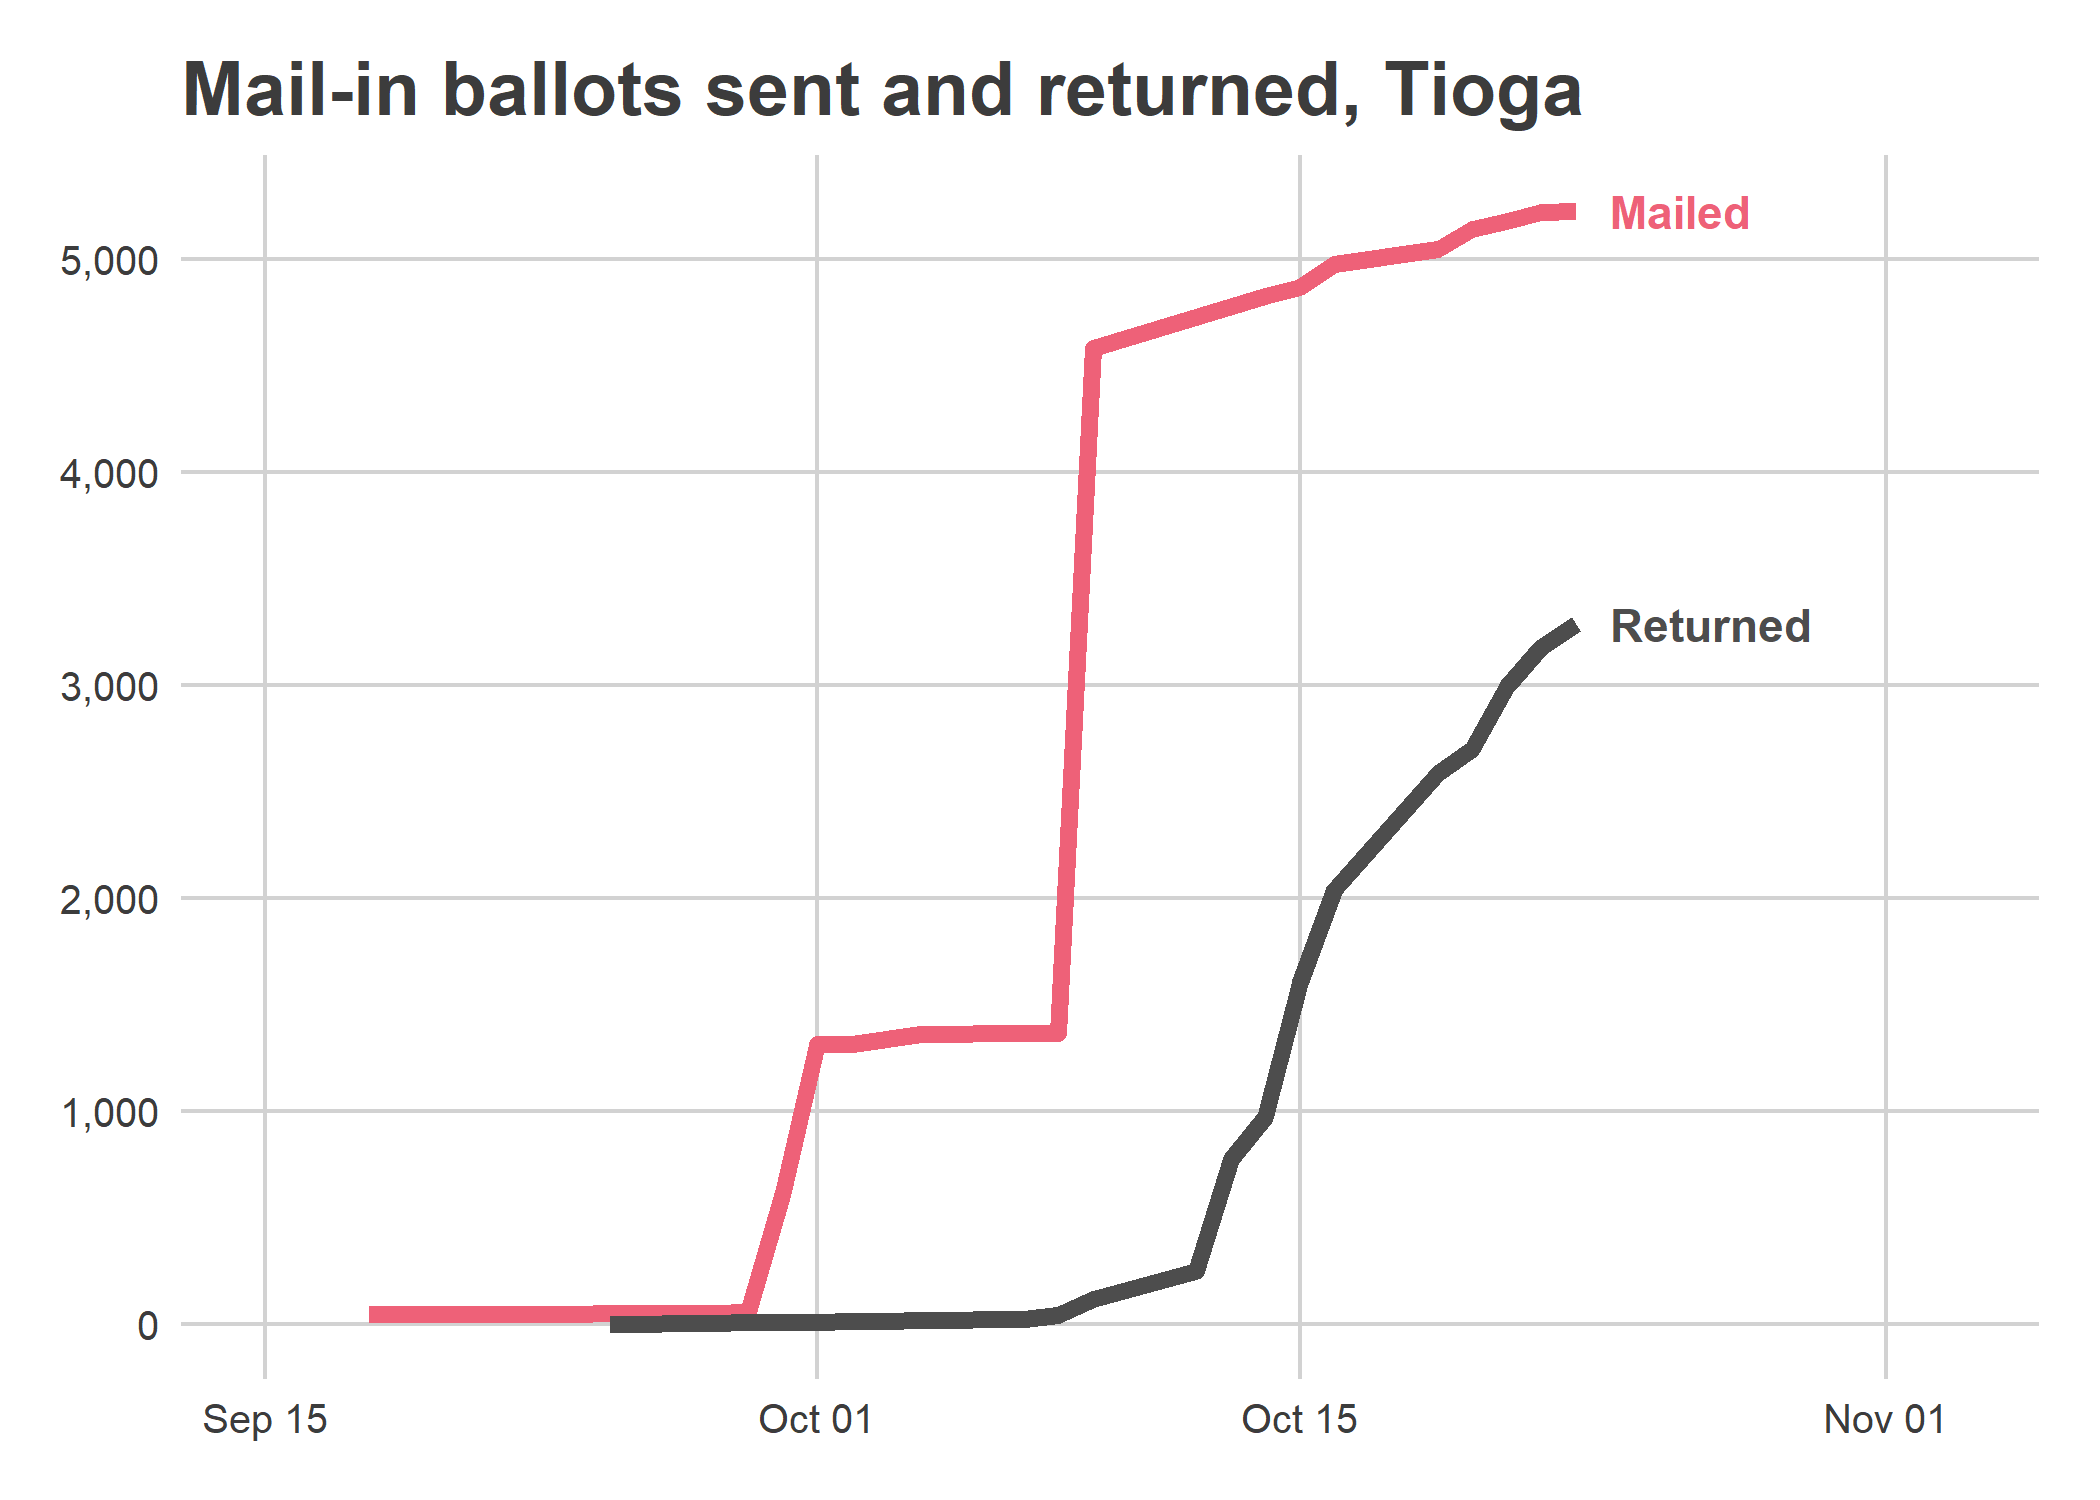 Mail-in ballots sent and returned, Tioga
Mailed
5,000
4,000
Returned
3,000
2,000
1,000
0
Sep 15 Oct 01 Oct 15 Nov 01